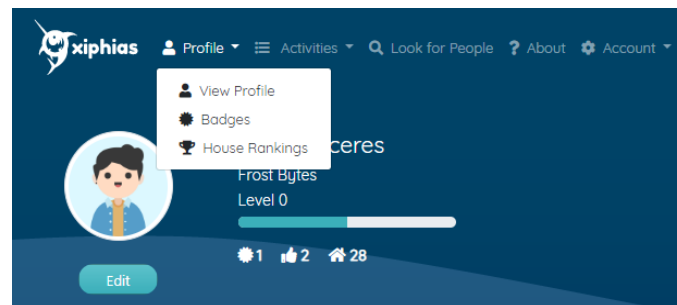 xiphias Profile Activities Look for People ? About Account
View Profile
Badges
House Rankings
ceres
Frost Bytes
Level 0
1 2 28
Edit